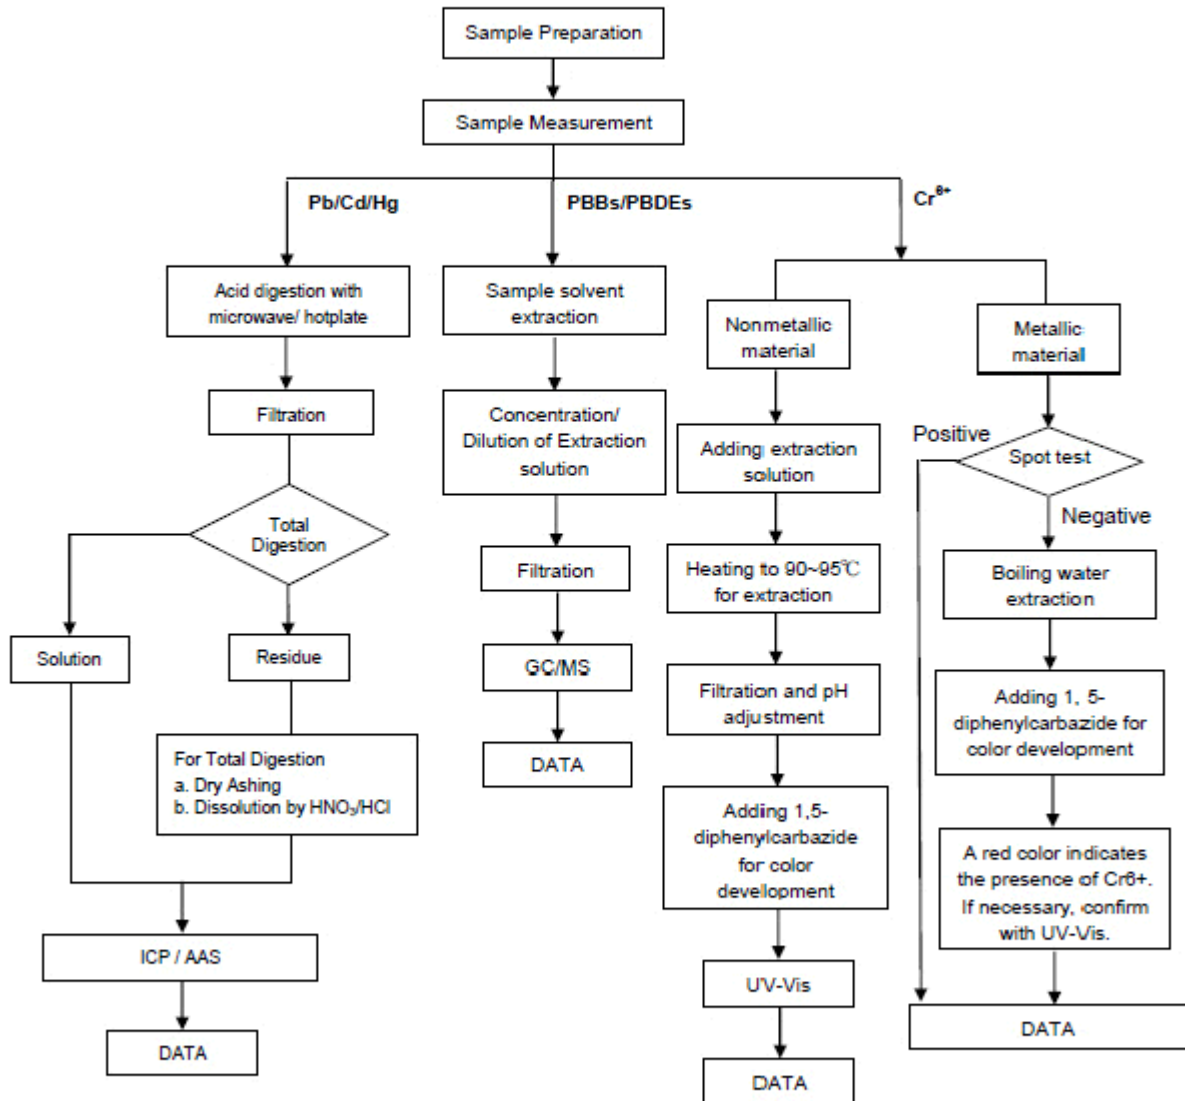 Sample Preparation
Sample Measurement
Pb/Cd/Hg
PBBs/PBDEs
Cr⁶⁺
Acid digestion with
microwave/ hotplate
Filtration
Total
Digestion
Solution
Residue
For Total Digestion
a. Dry Ashing
b. Dissolution by HNO₃/HCl
ICP / AAS
DATA
Sample solvent
extraction
Concentration/
Dilution of Extraction
solution
Filtration
GC/MS
DATA
Nonmetallic
material
Adding extraction
solution
Heating to 90~95℃
for extraction
Filtration and pH
adjustment
Adding 1,5-
diphenylcarbazide
for color
development
UV-Vis
DATA
Metallic
material
Positive
Spot test
Negative
Boiling water
extraction
Adding 1, 5-
diphenylcarbazide for
color development
A red color indicates
the presence of Cr6+.
If necessary, confirm
with UV-Vis.
DATA